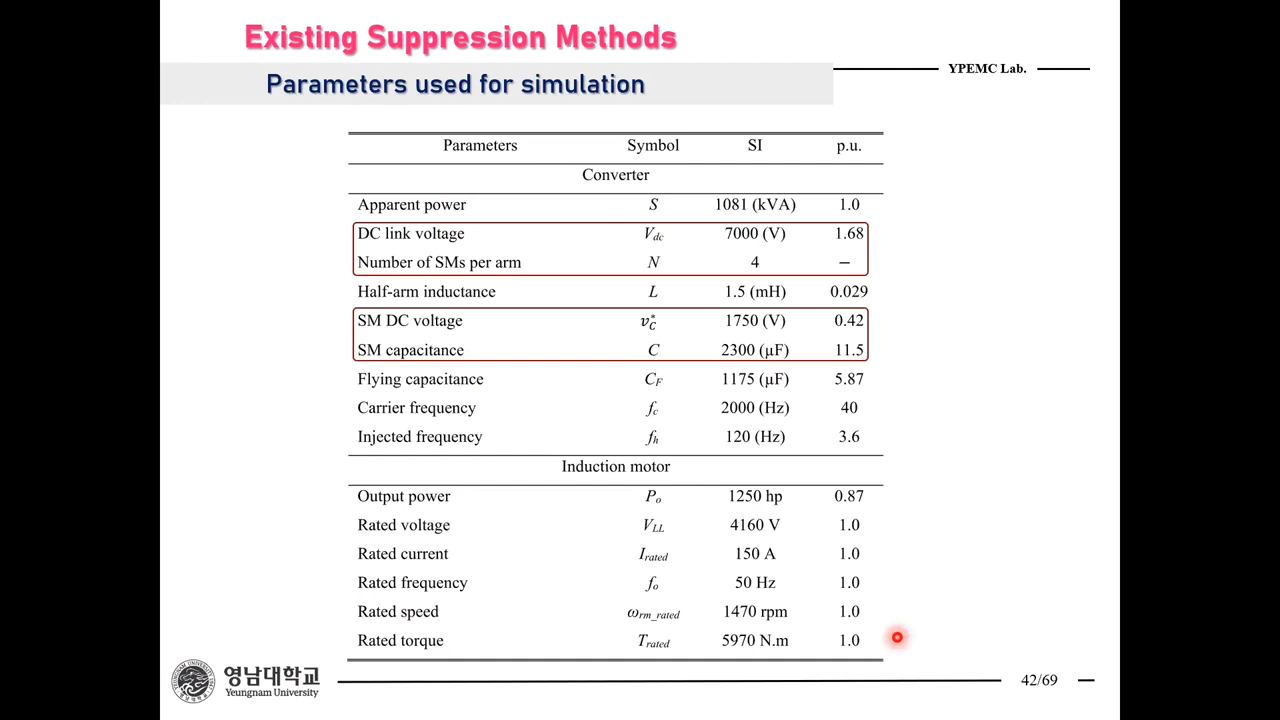 Existing Suppression Methods
Parameters used for simulation
YPEMC Lab.
Parameters Symbol SI p.u.
Converter
Apparent power S 1081 (kVA) 1.0
DC link voltage Vdc 7000 (V) 1.68
Number of SMs per arm N 4 –
Half-arm inductance L 1.5 (mH) 0.029
SM DC voltage v*C 1750 (V) 0.42
SM capacitance C 2300 (µF) 11.5
Flying capacitance CF 1175 (µF) 5.87
Carrier frequency fc 2000 (Hz) 40
Injected frequency fh 120 (Hz) 3.6
Induction motor
Output power Po 1250 hp 0.87
Rated voltage VLL 4160 V 1.0
Rated current Irated 150 A 1.0
Rated frequency fo 50 Hz 1.0
Rated speed ωrm_rated 1470 rpm 1.0
Rated torque Trated 5970 N.m 1.0
영남대학교
Yeungnam University
42/69